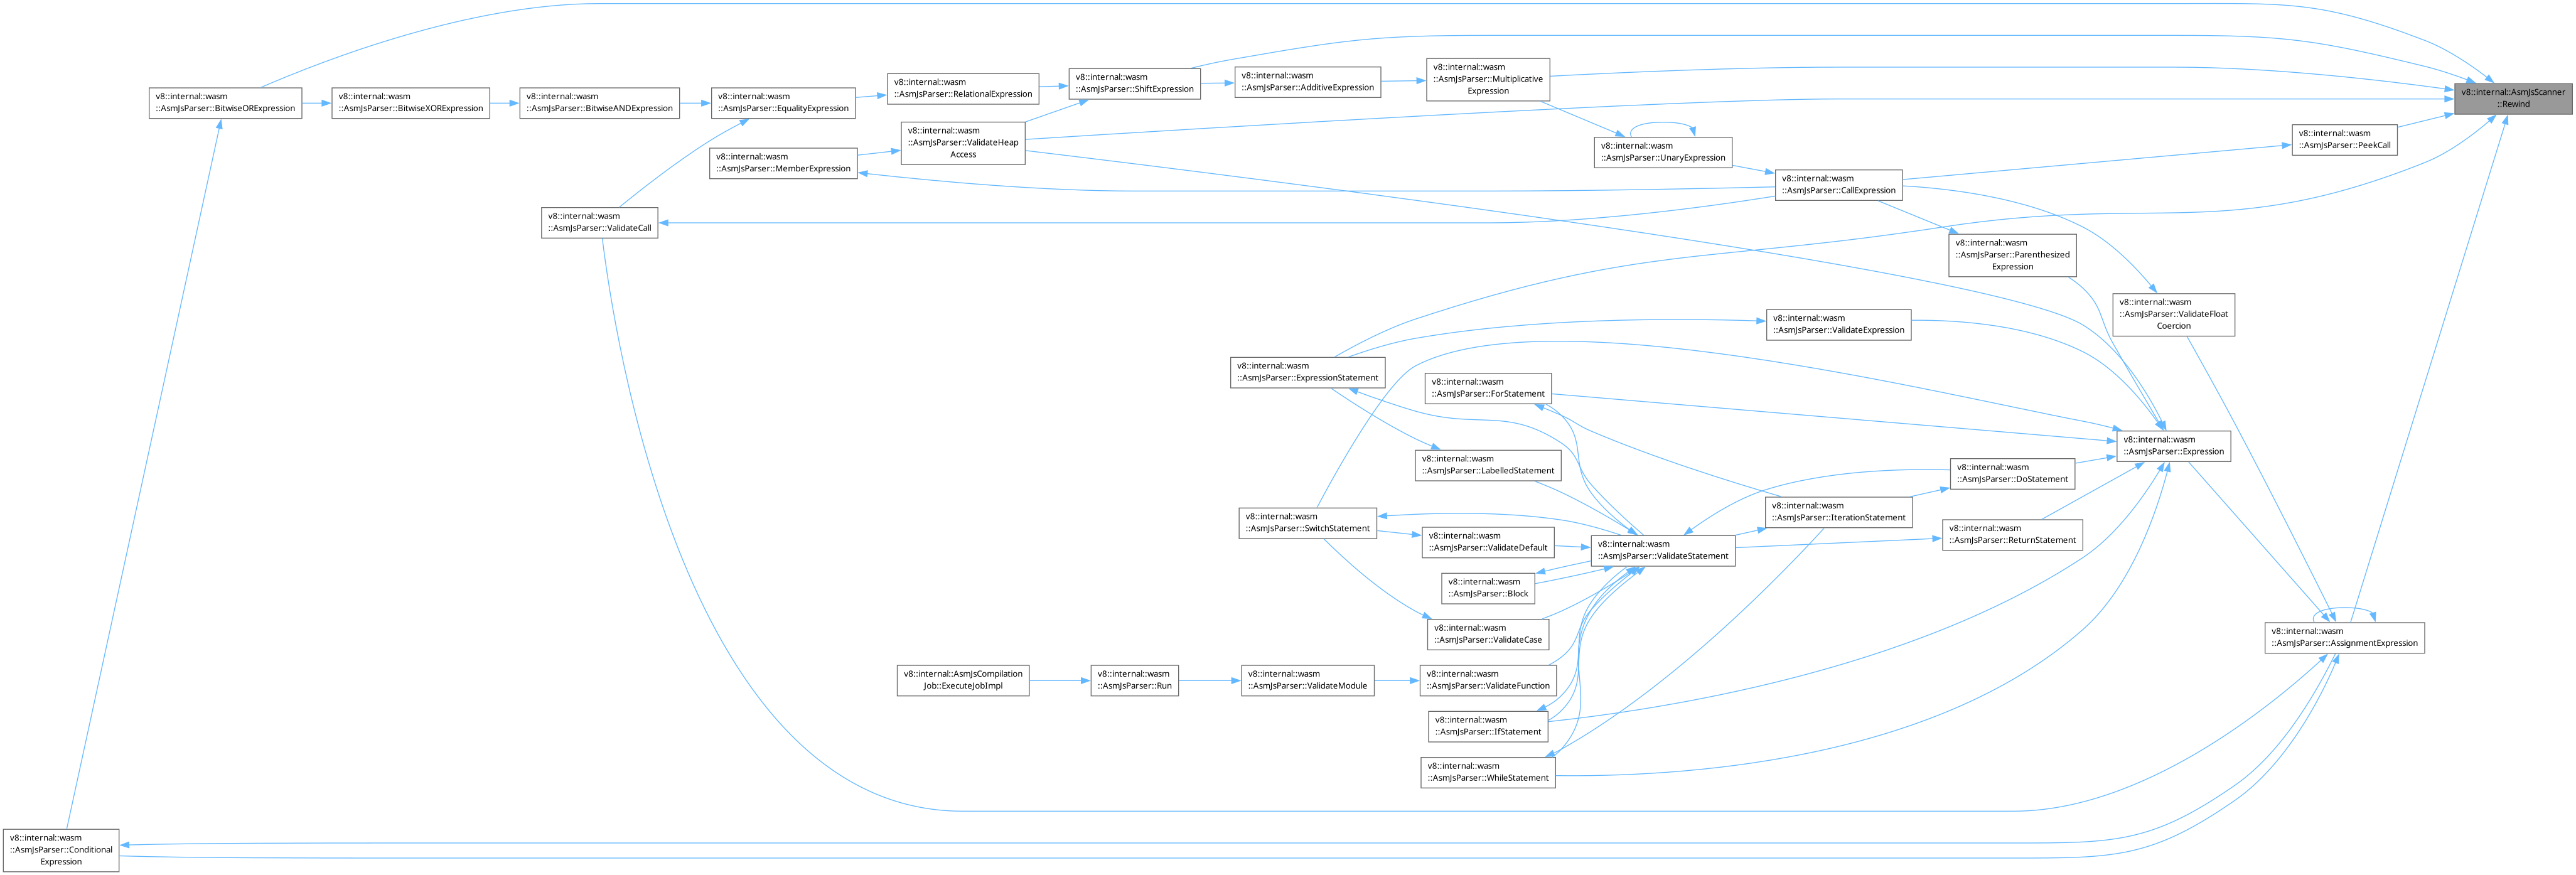 v8::internal::wasm
::AsmJsParser::Multiplicative
Expression
v8::internal::wasm
::AsmJsParser::AdditiveExpression
v8::internal::wasm
::AsmJsParser::ShiftExpression
v8::internal::wasm
::AsmJsParser::RelationalExpression
v8::internal::wasm
::AsmJsParser::EqualityExpression
v8::internal::wasm
::AsmJsParser::BitwiseANDExpression
v8::internal::wasm
::AsmJsParser::BitwiseXORExpression
v8::internal::wasm
::AsmJsParser::BitwiseORExpression
v8::internal::AsmJsScanner
::Rewind
v8::internal::wasm
::AsmJsParser::ValidateHeap
Access
v8::internal::wasm
::AsmJsParser::PeekCall
v8::internal::wasm
::AsmJsParser::UnaryExpression
v8::internal::wasm
::AsmJsParser::MemberExpression
v8::internal::wasm
::AsmJsParser::CallExpression
v8::internal::wasm
::AsmJsParser::ValidateCall
v8::internal::wasm
::AsmJsParser::Parenthesized
Expression
v8::internal::wasm
::AsmJsParser::ValidateFloat
Coercion
v8::internal::wasm
::AsmJsParser::ValidateExpression
v8::internal::wasm
::AsmJsParser::ExpressionStatement
v8::internal::wasm
::AsmJsParser::ForStatement
v8::internal::wasm
::AsmJsParser::Expression
v8::internal::wasm
::AsmJsParser::LabelledStatement
v8::internal::wasm
::AsmJsParser::DoStatement
v8::internal::wasm
::AsmJsParser::IterationStatement
v8::internal::wasm
::AsmJsParser::SwitchStatement
v8::internal::wasm
::AsmJsParser::ReturnStatement
v8::internal::wasm
::AsmJsParser::ValidateDefault
v8::internal::wasm
::AsmJsParser::ValidateStatement
v8::internal::wasm
::AsmJsParser::Block
v8::internal::wasm
::AsmJsParser::ValidateCase
v8::internal::wasm
::AsmJsParser::AssignmentExpression
v8::internal::AsmJsCompilation
Job::ExecuteJobImpl
v8::internal::wasm
::AsmJsParser::Run
v8::internal::wasm
::AsmJsParser::ValidateModule
v8::internal::wasm
::AsmJsParser::ValidateFunction
v8::internal::wasm
::AsmJsParser::IfStatement
v8::internal::wasm
::AsmJsParser::WhileStatement
v8::internal::wasm
::AsmJsParser::Conditional
Expression